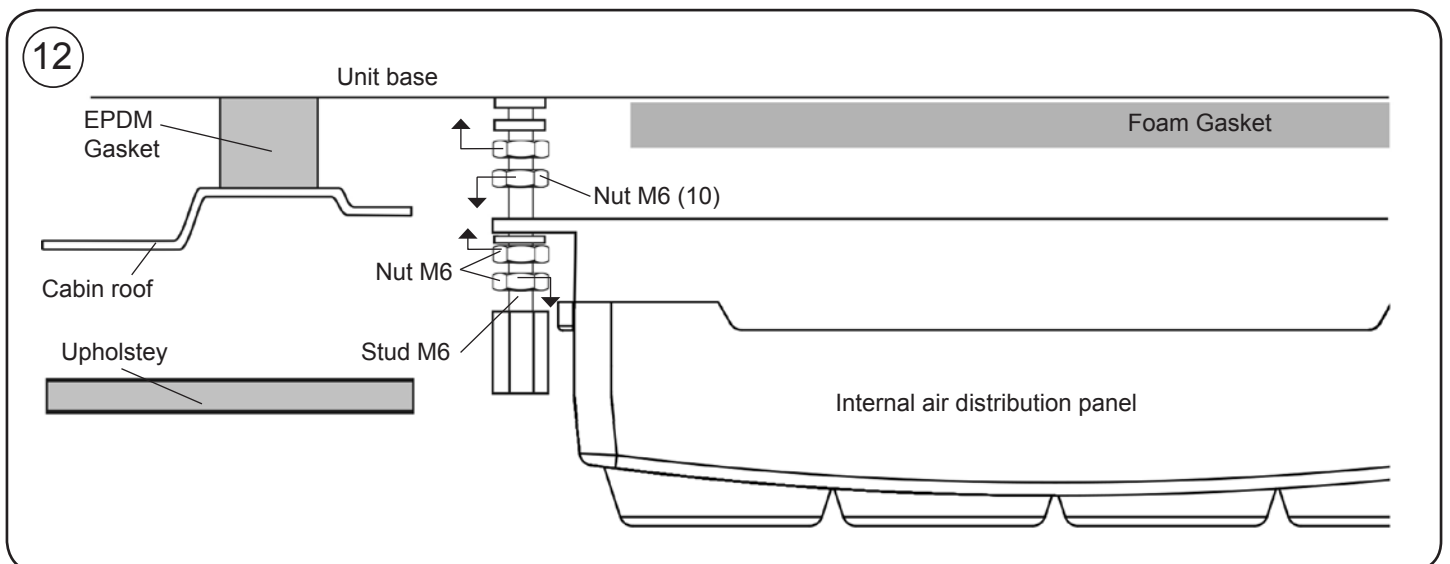 12
Unit base
EPDM
Gasket
Foam Gasket
Nut M6 (10)
Nut M6
Cabin roof
Upholstey
Stud M6
Internal air distribution panel